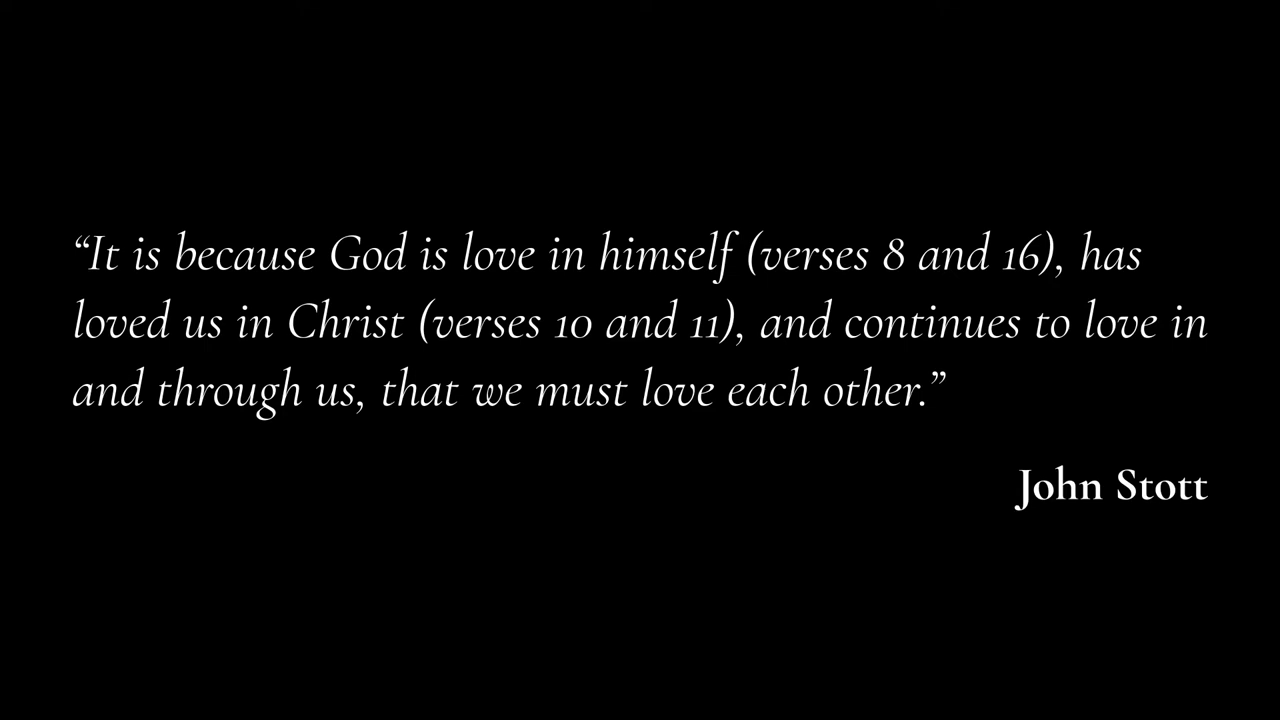 “It is because God is love in himself (verses 8 and 16), has
loved us in Christ (verses 10 and 11), and continues to love in
and through us, that we must love each other.”
John Stott